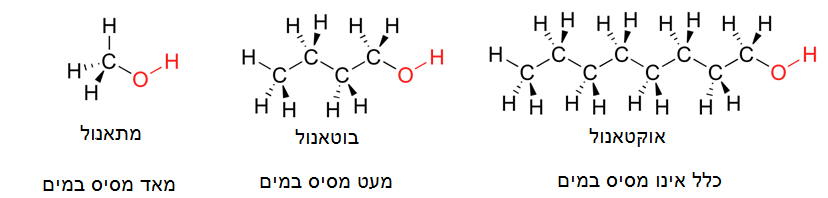 אוקטאנול
בוטאנול
מתאנול
כלל אינו מסיס במים
מעט מסיס במים
מאד מסיס במים